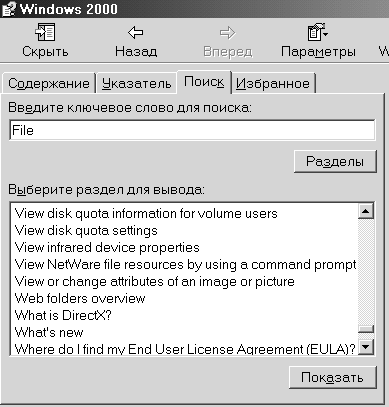 Windows 2000
Скрыть Назад Вперед Параметры W
Содержание Указатель Поиск Избранное
Введите ключевое слово для поиска:
File
Разделы
Выберите раздел для вывода:
View disk quota information for volume users
View disk quota settings
View infrared device properties
View NetWare file resources by using a command prompt
View or change attributes of an image or picture
Web folders overview
What is DirectX?
What's new
Where do I find my End User License Agreement (EULA)?
Показать